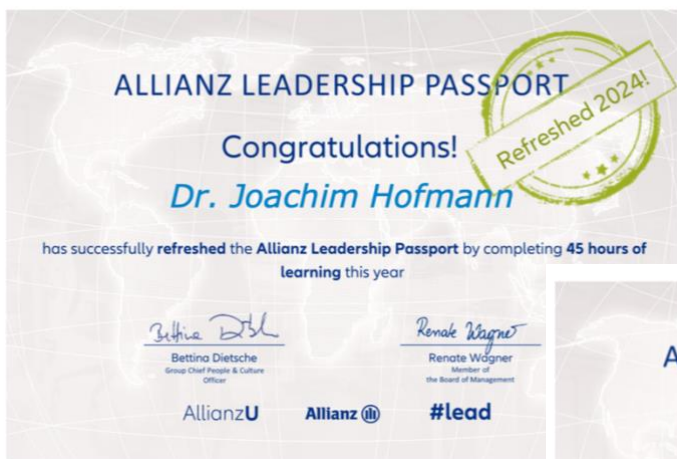 ALLIANZ LEADERSHIP PASSPORT
Refreshed 2024!
Congratulations!
Dr. Joachim Hofmann
has successfully refreshed the Allianz Leadership Passport by completing 45 hours of
learning this year
Bettina Dietsche
Group Chief People & Culture
Officer
Renate Wagner
Renate Wagner
Member of
the Board of Management
AllianzU
Allianz
#lead
A